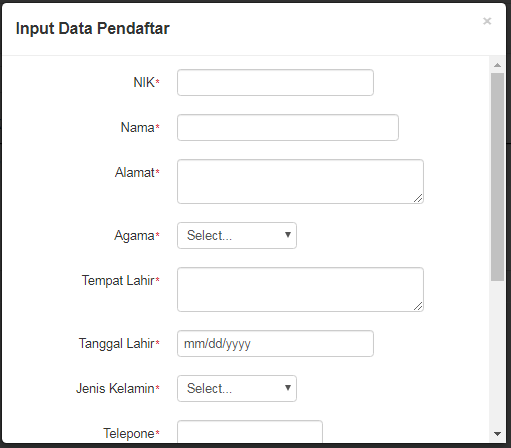 Input Data Pendaftar ×
NIK*
Nama*
Alamat*
Agama* Select...
Tempat Lahir*
Tanggal Lahir* mm/dd/yyyy
Jenis Kelamin* Select...
Telepone*